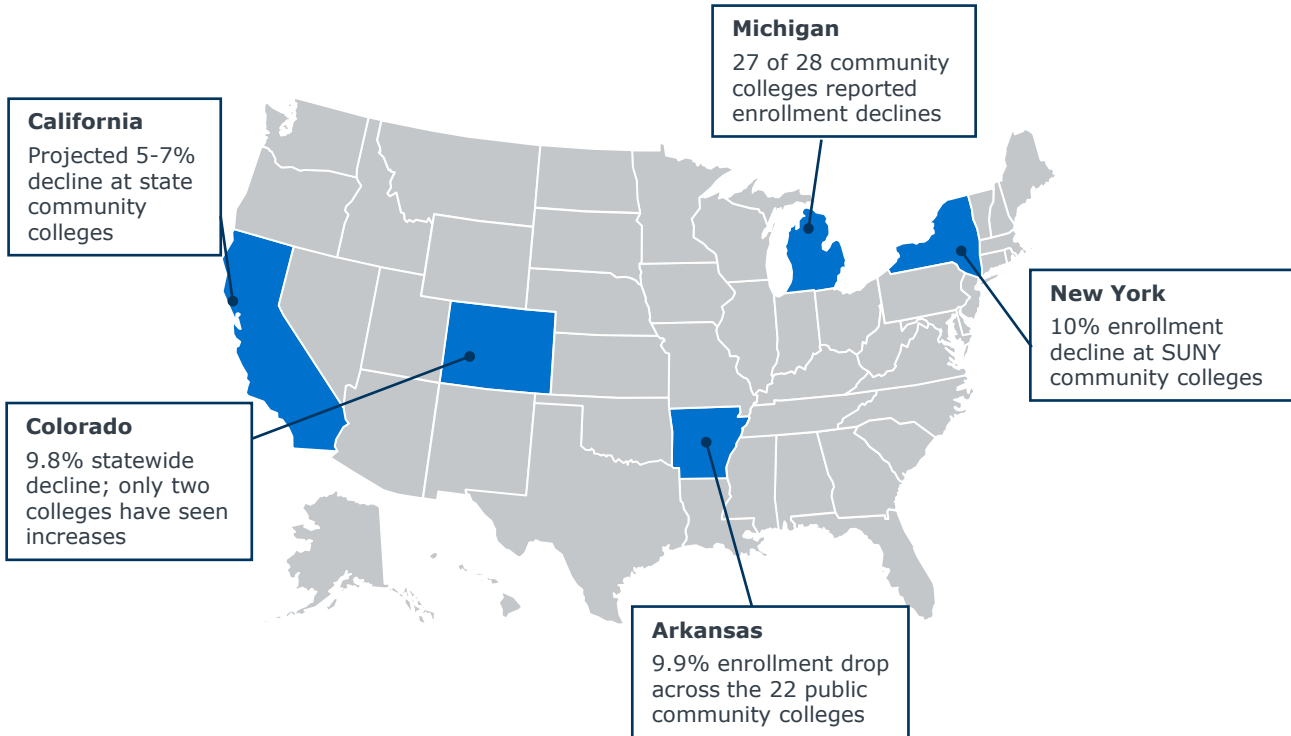 Michigan
27 of 28 community
colleges reported
enrollment declines
California
Projected 5-7%
decline at state
community
colleges
New York
10% enrollment
decline at SUNY
community colleges
Colorado
9.8% statewide
decline; only two
colleges have seen
increases
Arkansas
9.9% enrollment drop
across the 22 public
community colleges